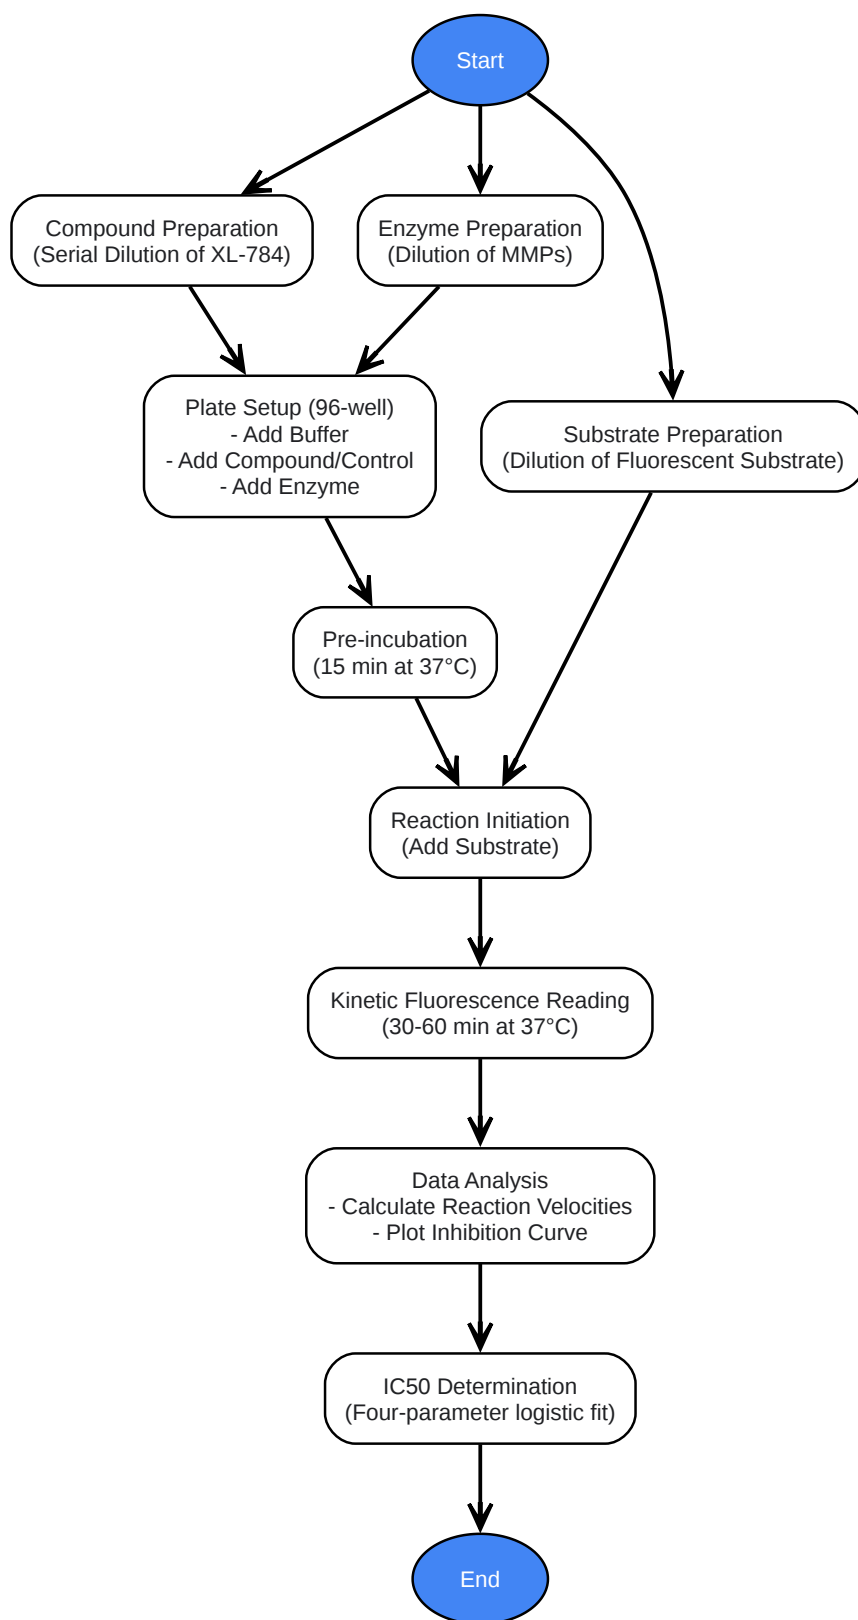 Start
Compound Preparation
(Serial Dilution of XL-784)
Enzyme Preparation
(Dilution of MMPs)
Plate Setup (96-well)
- Add Buffer
- Add Compound/Control
- Add Enzyme
Substrate Preparation
(Dilution of Fluorescent Substrate)
Pre-incubation
(15 min at 37°C)
Reaction Initiation
(Add Substrate)
Kinetic Fluorescence Reading
(30-60 min at 37°C)
Data Analysis
- Calculate Reaction Velocities
- Plot Inhibition Curve
IC50 Determination
(Four-parameter logistic fit)
End